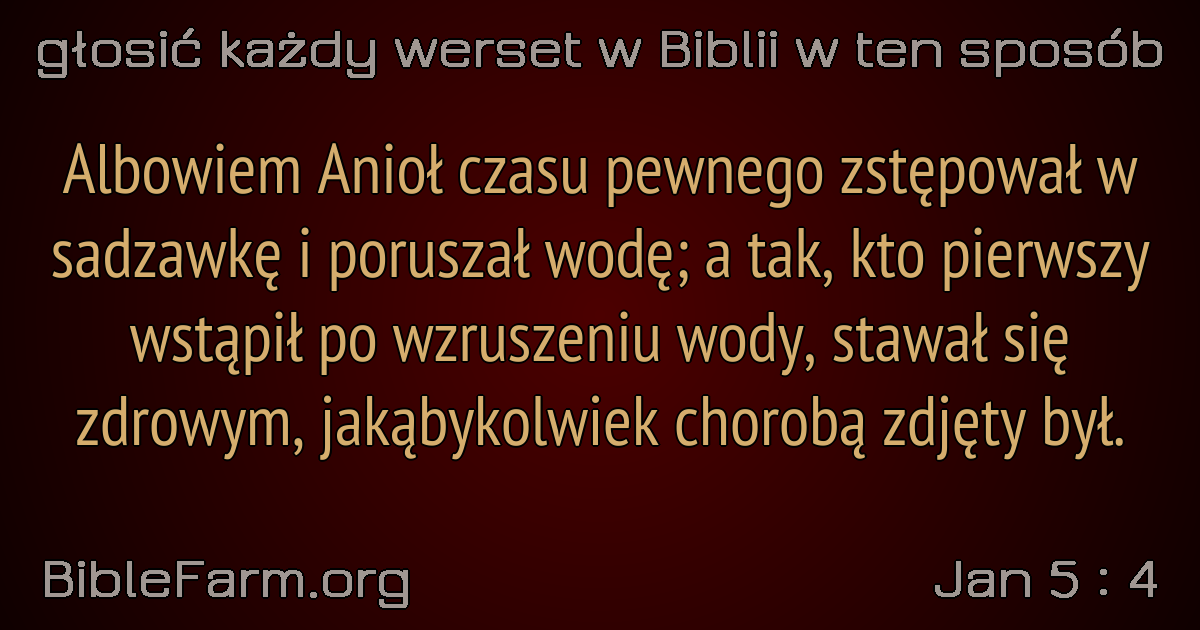 głosić każdy werset w Biblii w ten sposób
Albowiem Anioł czasu pewnego zstępował w
sadzawkę i poruszał wodę; a tak, kto pierwszy
wstąpił po wzruszeniu wody, stawał się
zdrowym, jakąbykolwiek chorobą zdjęty był.
BibleFarm.org
Jan 5 : 4